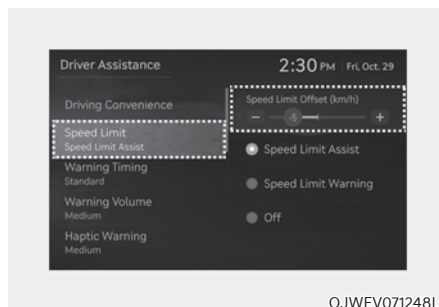 Driver Assistance
2:30 PM Fri, Oct. 29
Driving Convenience
Speed Limit
Speed Limit Assist
Warning Timing
Standard
Warning Volume
Medium
Haptic Warning
Medium
Speed Limit Offset (km/h)
− -5 +
Speed Limit Assist
Speed Limit Warning
Off
OJWEV071248L